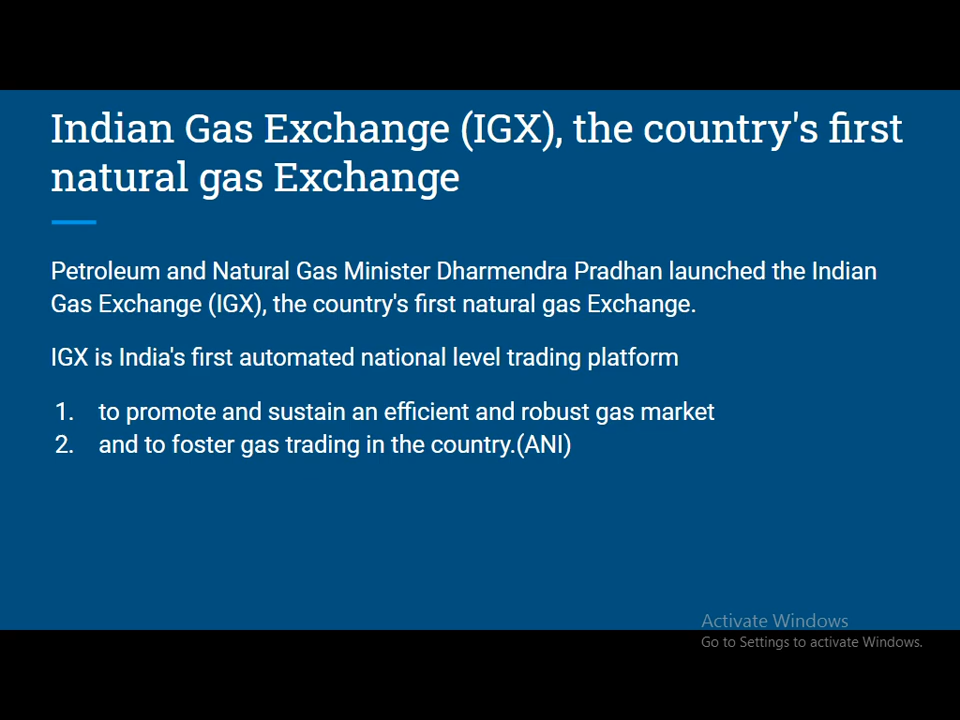 Indian Gas Exchange (IGX), the country's first
natural gas Exchange
Petroleum and Natural Gas Minister Dharmendra Pradhan launched the Indian
Gas Exchange (IGX), the country's first natural gas Exchange.
IGX is India's first automated national level trading platform
1. to promote and sustain an efficient and robust gas market
2. and to foster gas trading in the country.(ANI)
Activate Windows
Go to Settings to activate Windows.